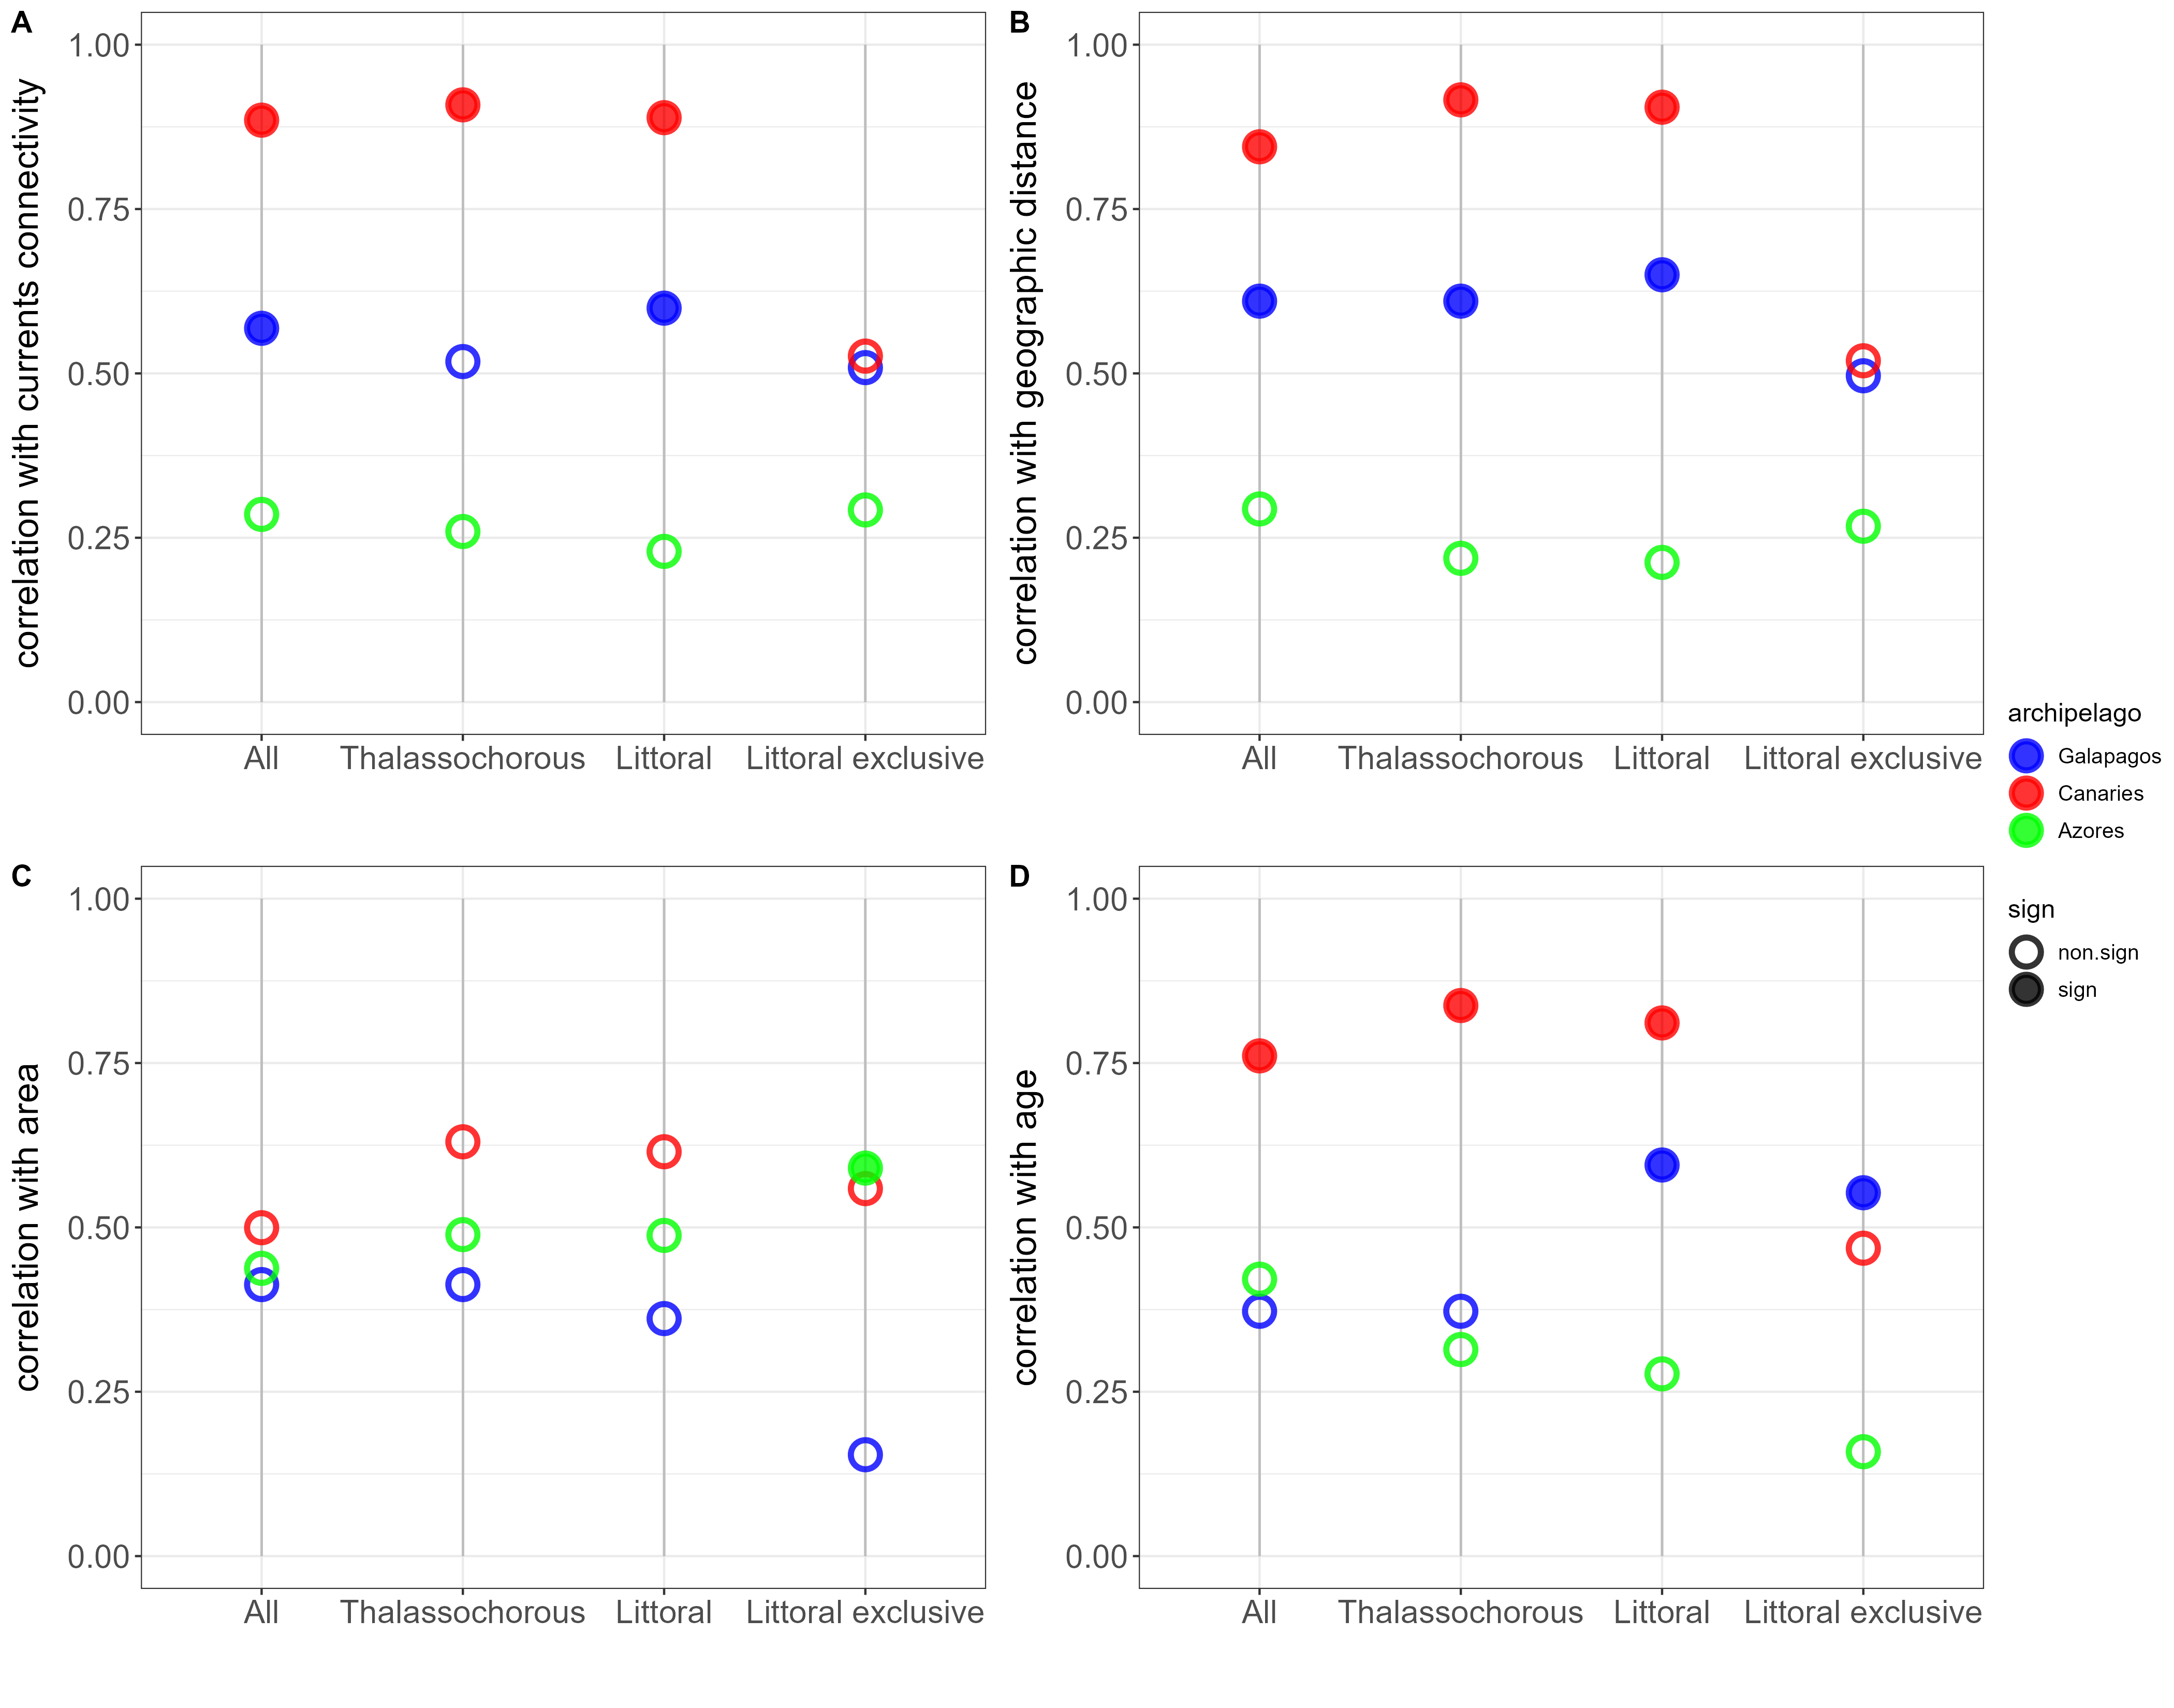 A
correlation with currents connectivity
1.00
0.75
0.50
0.25
0.00
All Thalassochorous Littoral Littoral exclusive
B
correlation with geographic distance
1.00
0.75
0.50
0.25
0.00
All Thalassochorous Littoral Littoral exclusive
C
correlation with area
1.00
0.75
0.50
0.25
0.00
All Thalassochorous Littoral Littoral exclusive
D
correlation with age
1.00
0.75
0.50
0.25
0.00
All Thalassochorous Littoral Littoral exclusive
archipelago
Galapagos
Canaries
Azores
sign
non.sign
sign